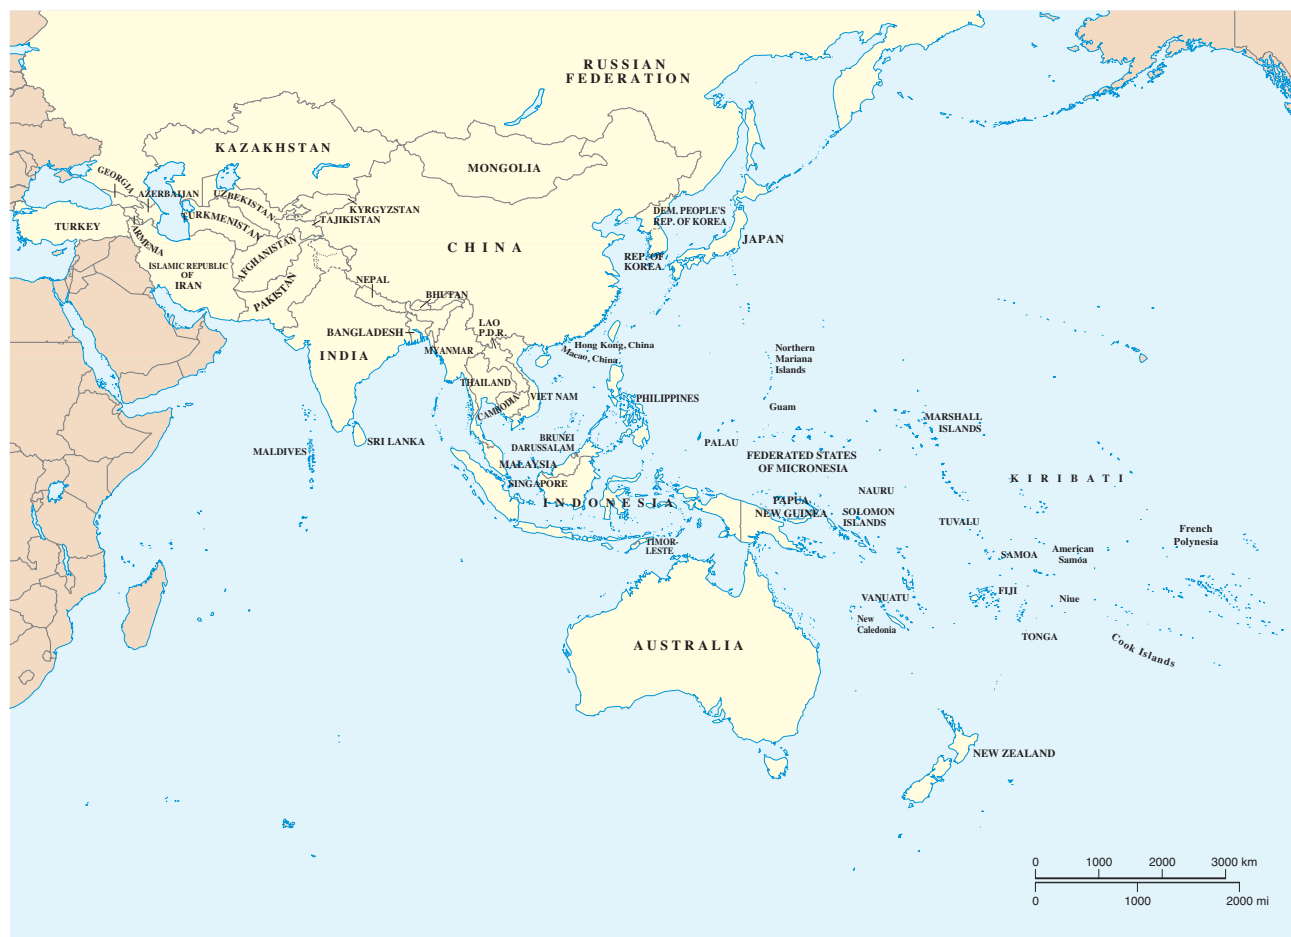 RUSSIAN
FEDERATION
KAZAKHSTAN
MONGOLIA
GEORGIA
AZERBAIJAN
UZBEKISTAN
KYRGYZSTAN
TURKMENISTAN
TAJIKISTAN
DEM. PEOPLE'S
REP. OF KOREA
TURKEY
ARMENIA
CHINA
JAPAN
AFGHANISTAN
REP. OF
KOREA
ISLAMIC REPUBLIC
OF
IRAN
PAKISTAN
NEPAL
BHUTAN
BANGLADESH
LAO
P.D.R.
INDIA
MYANMAR
Hong Kong, China
Macao, China
Northern
Mariana
Islands
THAILAND
VIET NAM
CAMBODIA
PHILIPPINES
Guam
MARSHALL
ISLANDS
SRI LANKA
MALDIVES
BRUNEI
DARUSSALAM
PALAU
FEDERATED STATES
OF MICRONESIA
MALAYSIA
SINGAPORE
KIRIBATI
INDONESIA
PAPUA
NEW GUINEA
NAURU
SOLOMON
ISLANDS
TUVALU
French
Polynesia
TIMOR-
LESTE
SAMOA
American
Samoa
VANUATU
FIJI
Niue
New
Caledonia
TONGA
Cook Islands
AUSTRALIA
NEW ZEALAND
0 1000 2000 3000 km
0 1000 2000 mi